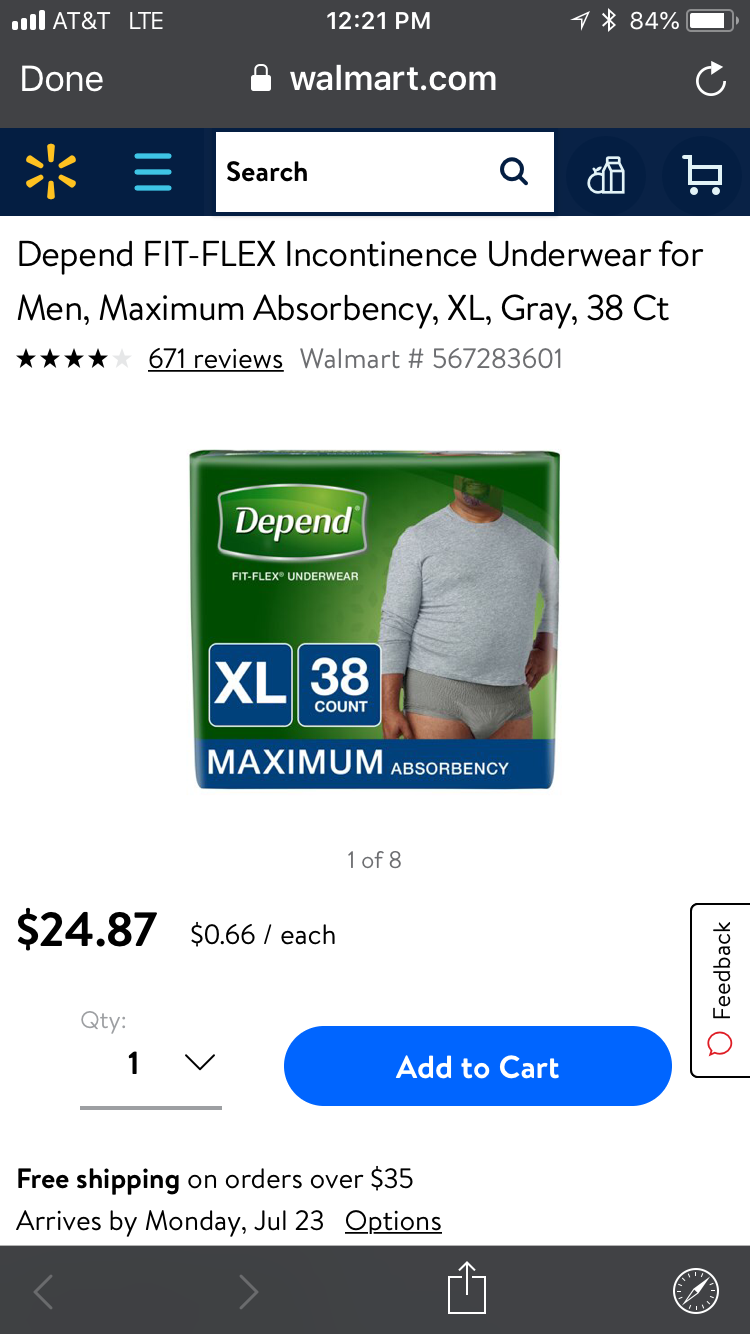 AT&T LTE 12:21 PM 84%
Done walmart.com
Search
Depend FIT-FLEX Incontinence Underwear for
Men, Maximum Absorbency, XL, Gray, 38 Ct
671 reviews Walmart # 567283601
Depend®
FIT-FLEX® UNDERWEAR
XL 38
COUNT
MAXIMUM ABSORBENCY
1 of 8
$24.87 $0.66 / each
Feedback
Qty:
1
Add to Cart
Free shipping on orders over $35
Arrives by Monday, Jul 23 Options